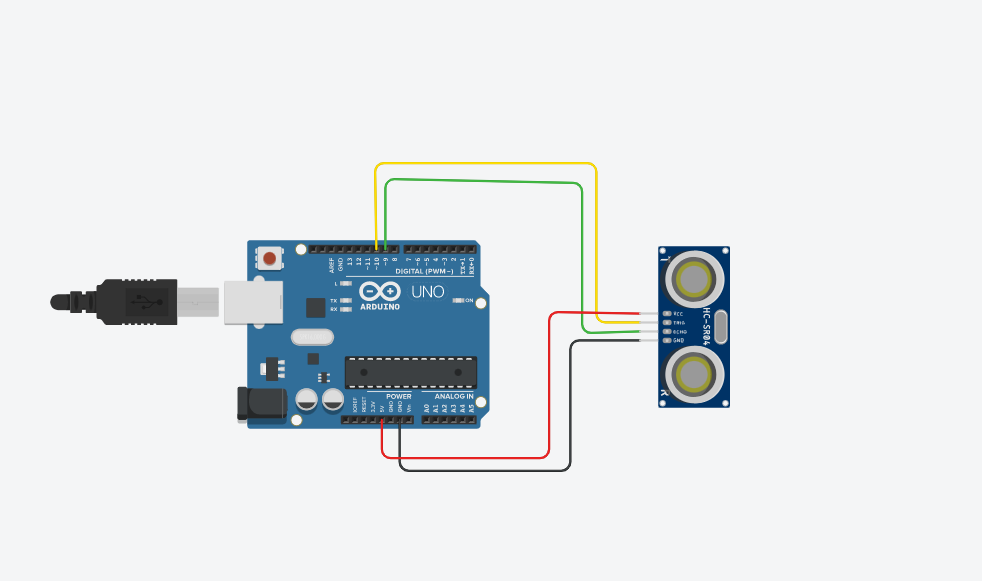 AREF
GND
13
12
~11
~10
~9
8
7
~6
~5
4
~3
2
TX→1
RX←0
DIGITAL (PWM~)
L
TX
RX
ARDUINO
UNO
ON
POWER
ANALOG IN
IOREF
RESET
3.3V
5V
GND
GND
Vin
A0
A1
A2
A3
A4
A5
T
VCC
TRIG
ECHO
GND
HC-SR04
R